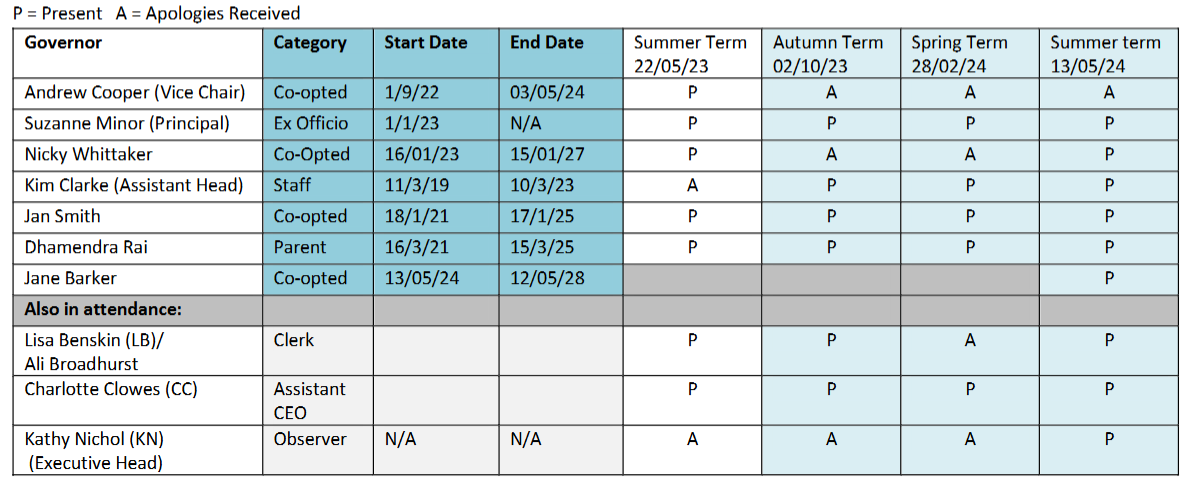 P = Present   A = Apologies Received
Governor Category Start Date End Date Summer Term 22/05/23 Autumn Term 02/10/23 Spring Term 28/02/24 Summer term 13/05/24
Andrew Cooper (Vice Chair) Co-opted 1/9/22 03/05/24 P A A A
Suzanne Minor (Principal) Ex Officio 1/1/23 N/A P P P P
Nicky Whittaker Co-Opted 16/01/23 15/01/27 P A A P
Kim Clarke (Assistant Head) Staff 11/3/19 10/3/23 A P P P
Jan Smith Co-opted 18/1/21 17/1/25 P P P P
Dhamendra Rai Parent 16/3/21 15/3/25 P P P P
Jane Barker Co-opted 13/05/24 12/05/28 P
Also in attendance:
Lisa Benskin (LB)/ Clerk P P A P
Ali Broadhurst
Charlotte Clowes (CC) Assistant P P P P
CEO
Kathy Nichol (KN) Observer N/A N/A A A A P
(Executive Head)